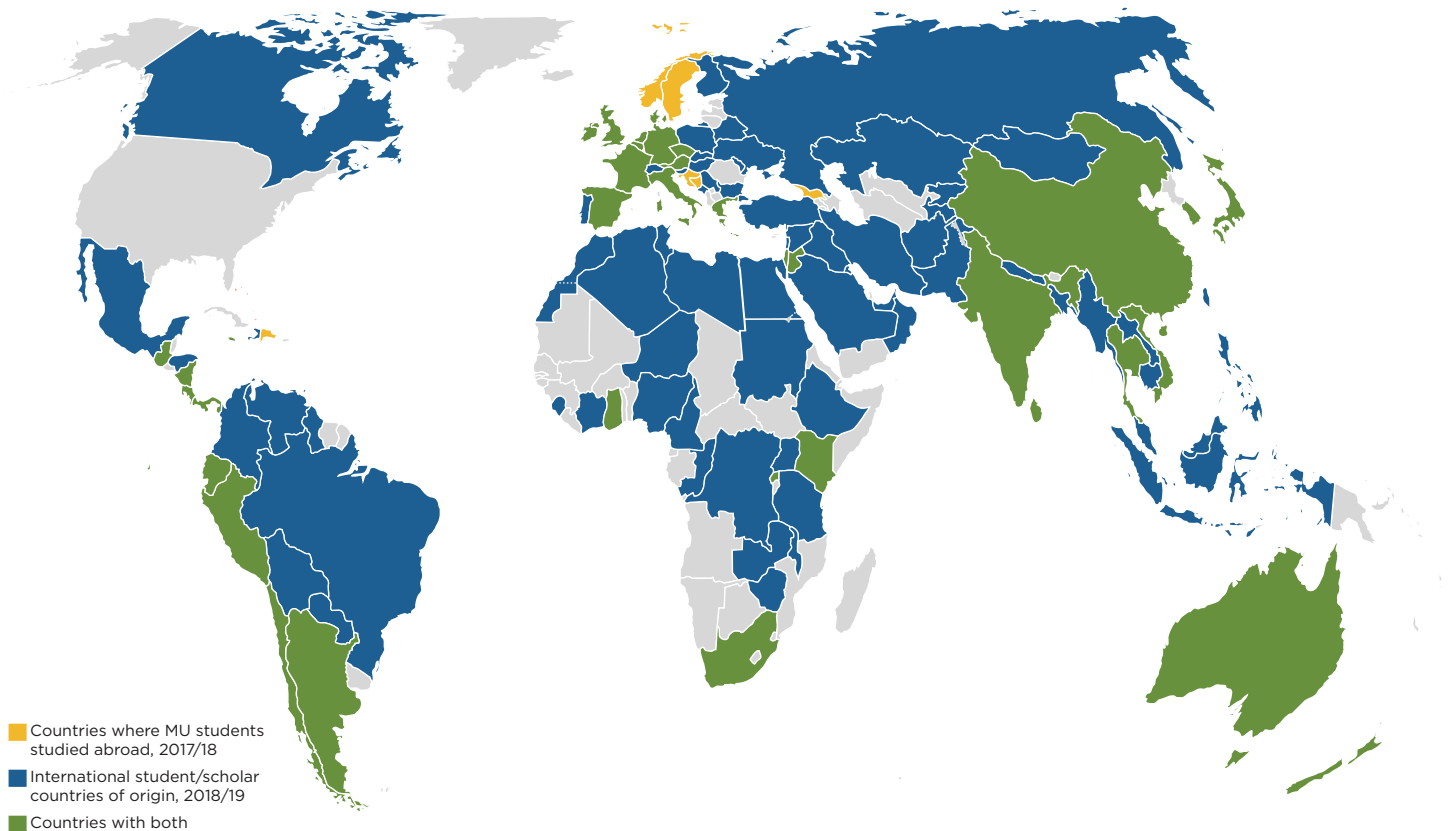 Countries where MU students
studied abroad, 2017/18
International student/scholar
countries of origin, 2018/19
Countries with both